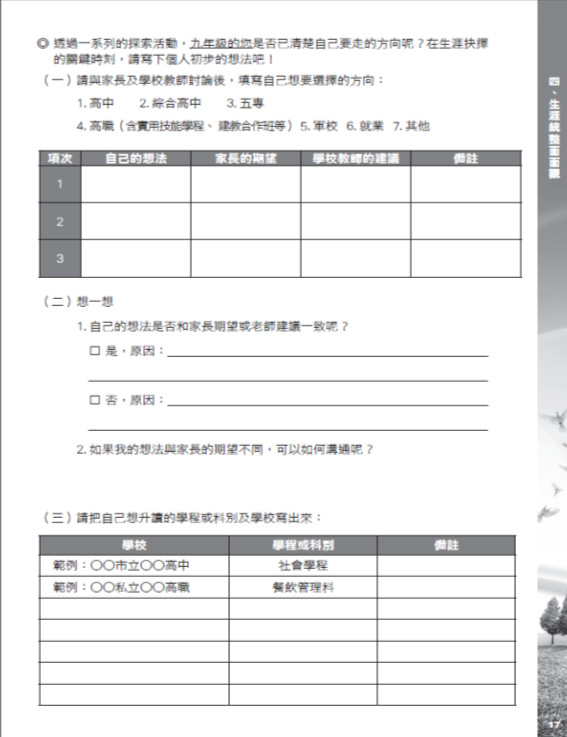 ◎ 透過一系列的探索活動，九年級的您是否已清楚自己要走的方向呢？在生涯抉擇
的關鍵時刻，請寫下個人初步的想法吧！
（一）請與家長及學校教師討論後，填寫自己想要選擇的方向：
1. 高中 2. 綜合高中 3. 五專
4. 高職（含實用技能學程、建教合作班等） 5. 軍校 6. 就業 7. 其他
項次 自己的想法 家長的期望 學校教師的建議 備註
1
2
3
（二）想一想
1. 自己的想法是否和家長期望或老師建議一致呢？
□ 是，原因：
□ 否，原因：
2. 如果我的想法與家長的期望不同，可以如何溝通呢？
（三）請把自己想升讀的學程或科別及學校寫出來：
學校 學程或科別 備註
範例：〇〇市立〇〇高中 社會學程
範例：〇〇私立〇〇高職 餐飲管理科
四、生涯統整面面觀
17